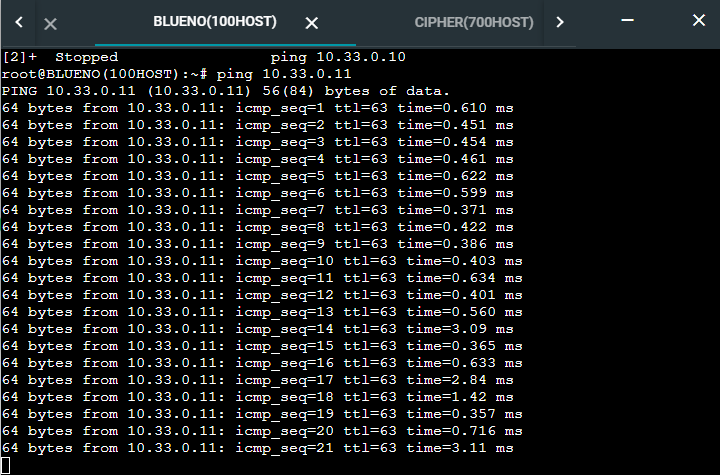 BLUENO(100HOST)
CIPHER(700HOST)
[2]+  Stopped                 ping 10.33.0.10
root@BLUENO(100HOST):~# ping 10.33.0.11
PING 10.33.0.11 (10.33.0.11) 56(84) bytes of data.
64 bytes from 10.33.0.11: icmp_seq=1 ttl=63 time=0.610 ms
64 bytes from 10.33.0.11: icmp_seq=2 ttl=63 time=0.451 ms
64 bytes from 10.33.0.11: icmp_seq=3 ttl=63 time=0.454 ms
64 bytes from 10.33.0.11: icmp_seq=4 ttl=63 time=0.461 ms
64 bytes from 10.33.0.11: icmp_seq=5 ttl=63 time=0.622 ms
64 bytes from 10.33.0.11: icmp_seq=6 ttl=63 time=0.599 ms
64 bytes from 10.33.0.11: icmp_seq=7 ttl=63 time=0.371 ms
64 bytes from 10.33.0.11: icmp_seq=8 ttl=63 time=0.422 ms
64 bytes from 10.33.0.11: icmp_seq=9 ttl=63 time=0.386 ms
64 bytes from 10.33.0.11: icmp_seq=10 ttl=63 time=0.403 ms
64 bytes from 10.33.0.11: icmp_seq=11 ttl=63 time=0.634 ms
64 bytes from 10.33.0.11: icmp_seq=12 ttl=63 time=0.401 ms
64 bytes from 10.33.0.11: icmp_seq=13 ttl=63 time=0.560 ms
64 bytes from 10.33.0.11: icmp_seq=14 ttl=63 time=3.09 ms
64 bytes from 10.33.0.11: icmp_seq=15 ttl=63 time=0.365 ms
64 bytes from 10.33.0.11: icmp_seq=16 ttl=63 time=0.633 ms
64 bytes from 10.33.0.11: icmp_seq=17 ttl=63 time=2.84 ms
64 bytes from 10.33.0.11: icmp_seq=18 ttl=63 time=1.42 ms
64 bytes from 10.33.0.11: icmp_seq=19 ttl=63 time=0.357 ms
64 bytes from 10.33.0.11: icmp_seq=20 ttl=63 time=0.716 ms
64 bytes from 10.33.0.11: icmp_seq=21 ttl=63 time=3.11 ms